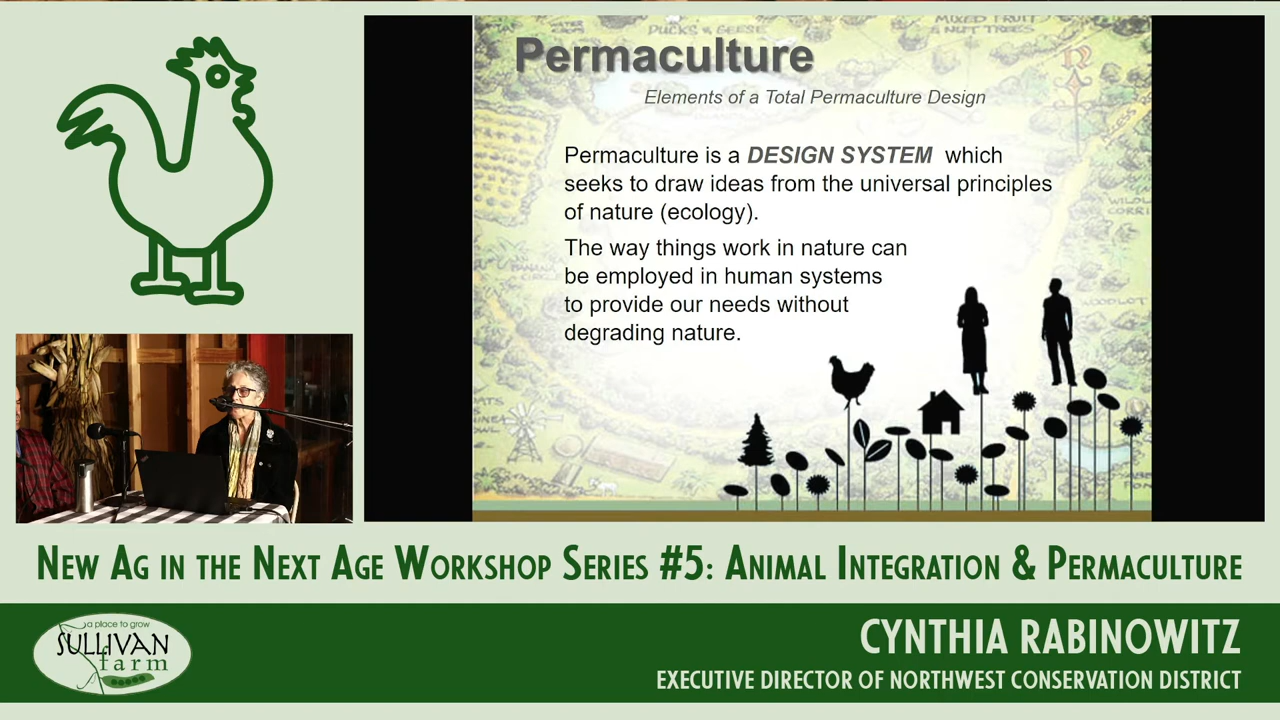 DUCKS & GEESE
MIXED FRUIT
& NUT TREES
Permaculture
Elements of a Total Permaculture Design
Permaculture is a DESIGN SYSTEM which
seeks to draw ideas from the universal principles
of nature (ecology).
The way things work in nature can
be employed in human systems
to provide our needs without
degrading nature.
WOODLOT
New Ag in the Next Age Workshop Series #5: Animal Integration & Permaculture
a place to grow
SULLIVAN
farm
CYNTHIA RABINOWITZ
EXECUTIVE DIRECTOR OF NORTHWEST CONSERVATION DISTRICT